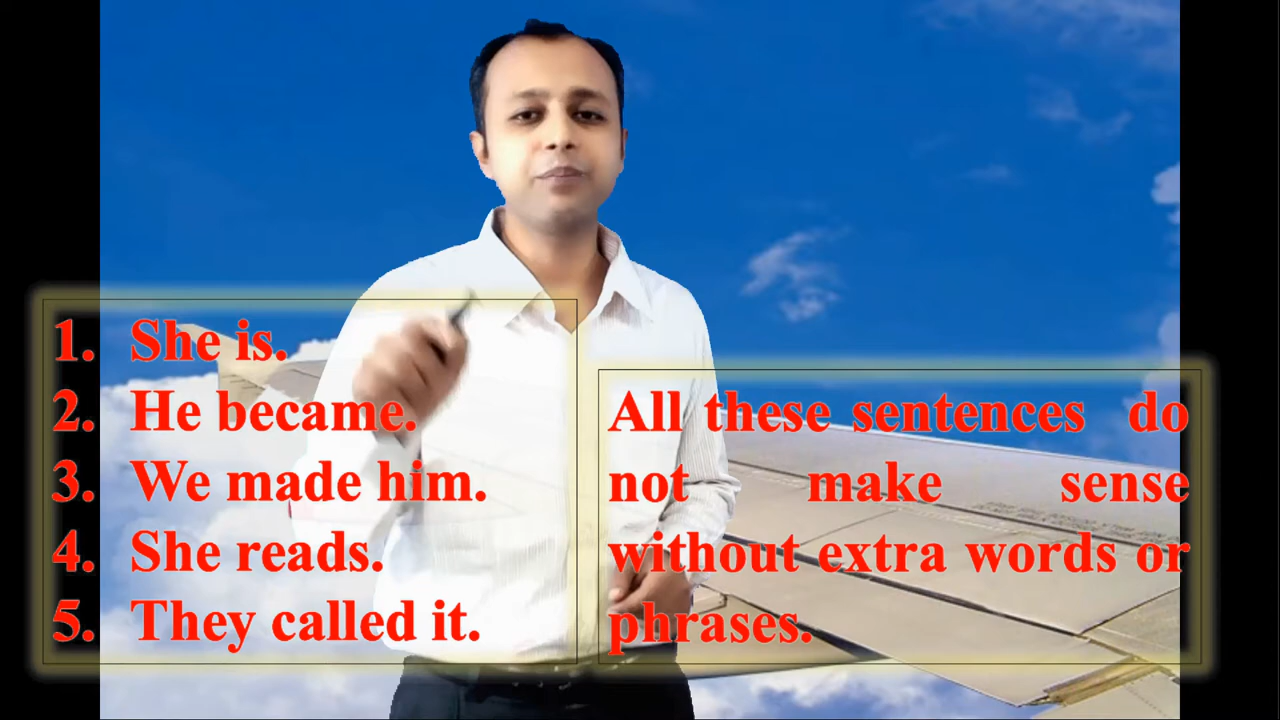 1. She is.
2. He became.
3. We made him.
4. She reads.
5. They called it.
All these sentences do
not make sense
without extra words or
phrases.